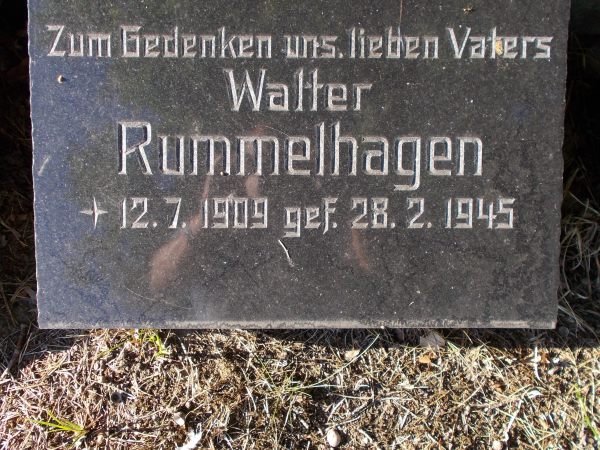 Zum Gedenken uns. lieben Vaters
Walter
Rummelhagen
✶ 12. 7. 1909 gef. 28. 2. 1945